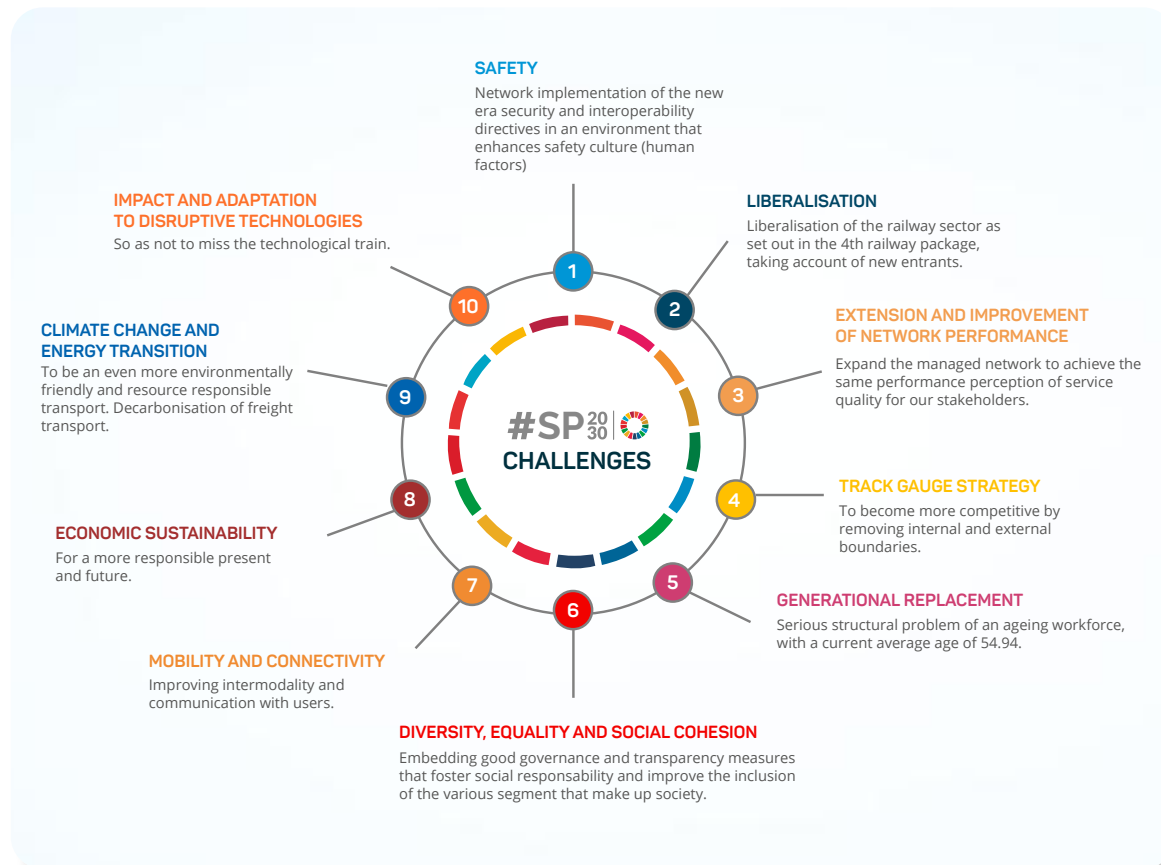 SAFETY
Network implementation of the new
era security and interoperability
directives in an environment that
enhances safety culture (human
factors)
1
LIBERALISATION
Liberalisation of the railway sector as
set out in the 4th railway package,
taking account of new entrants.
2
EXTENSION AND IMPROVEMENT
OF NETWORK PERFORMANCE
Expand the managed network to achieve the
same performance perception of service
quality for our stakeholders.
3
TRACK GAUGE STRATEGY
To become more competitive by
removing internal and external
boundaries.
4
GENERATIONAL REPLACEMENT
Serious structural problem of an ageing workforce,
with a current average age of 54.94.
5
DIVERSITY, EQUALITY AND SOCIAL COHESION
Embedding good governance and transparency measures
that foster social responsability and improve the inclusion
of the various segment that make up society.
6
MOBILITY AND CONNECTIVITY
Improving intermodality and
communication with users.
7
ECONOMIC SUSTAINABILITY
For a more responsible present
and future.
8
CLIMATE CHANGE AND
ENERGY TRANSITION
To be an even more environmentally
friendly and resource responsible
transport. Decarbonisation of freight
transport.
9
IMPACT AND ADAPTATION
TO DISRUPTIVE TECHNOLOGIES
So as not to miss the technological train.
10
#SP 20 30
CHALLENGES